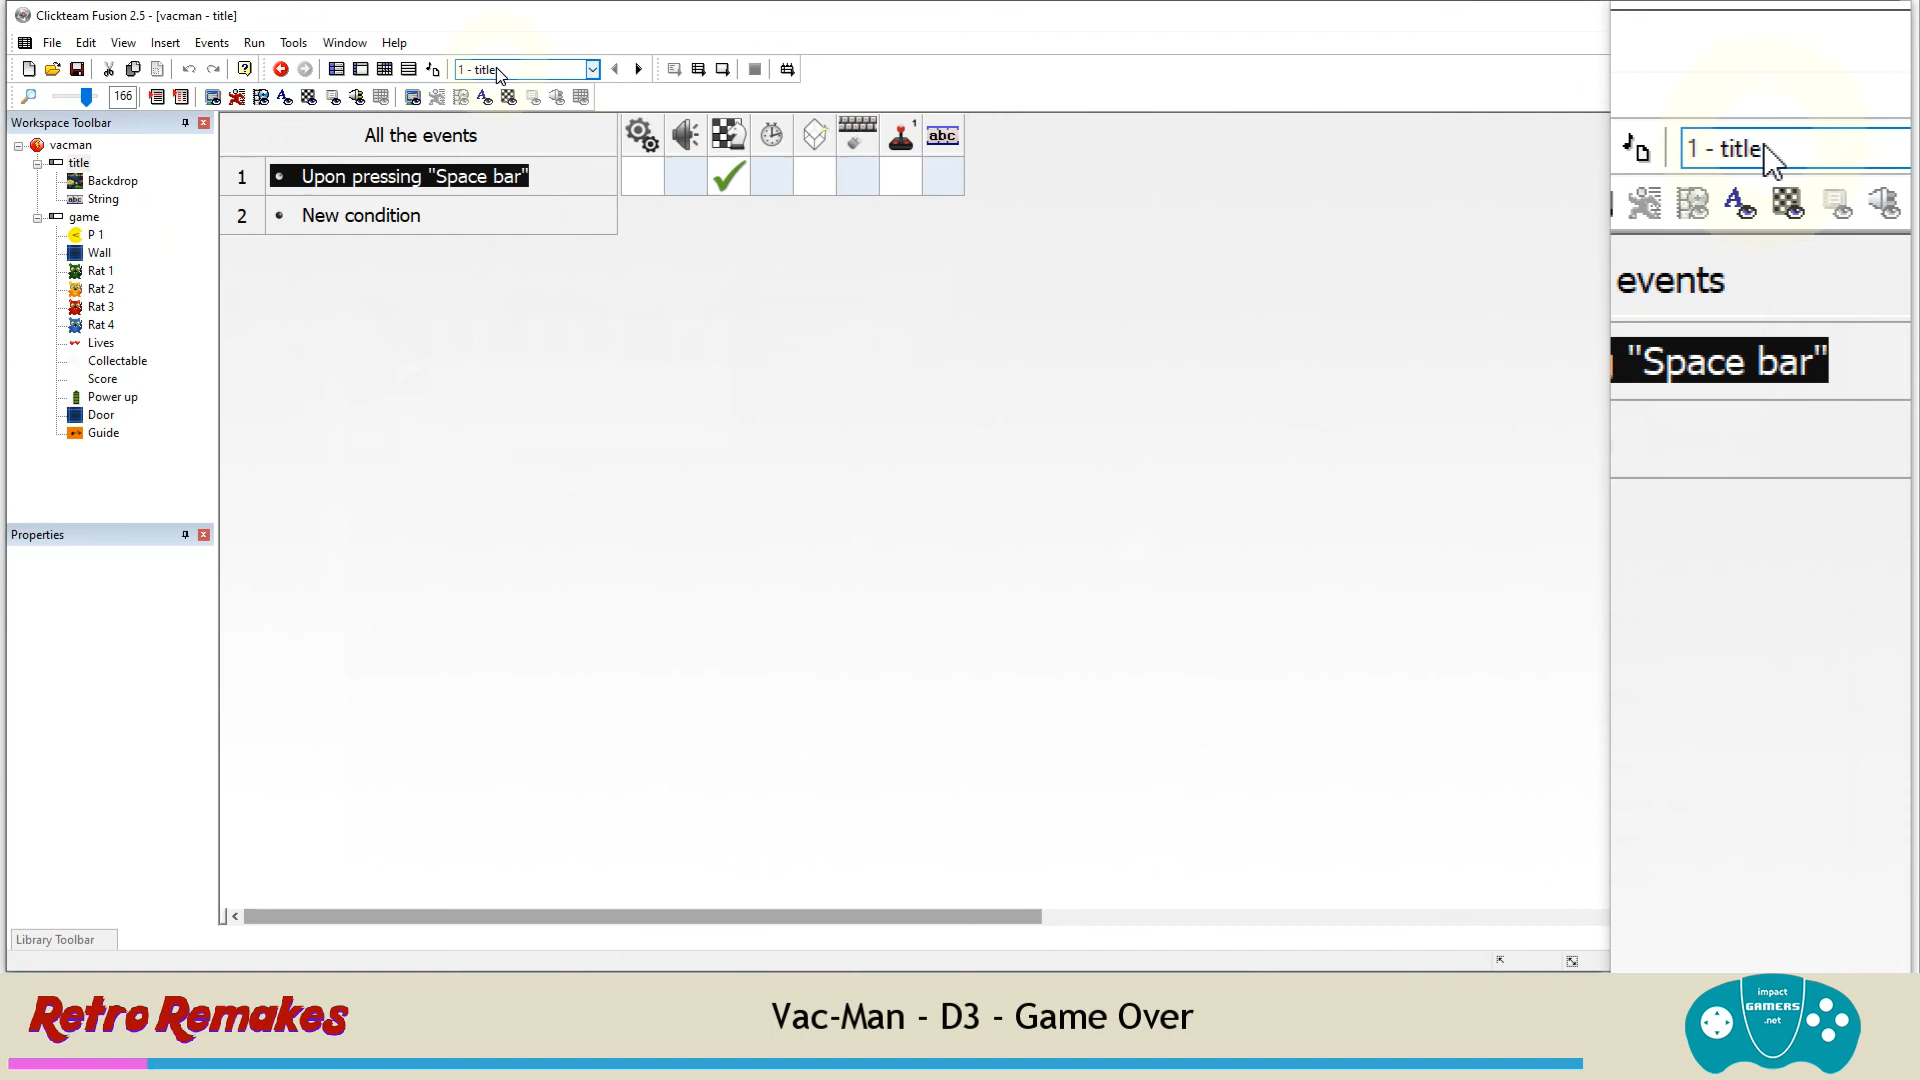 Clickteam Fusion 2.5 - [vacman - title]
File Edit View Insert Events Run Tools Window Help
1 - title
166
Workspace Toolbar
vacman
title
Backdrop
abc String
game
P 1
Wall
Rat 1
Rat 2
Rat 3
Rat 4
Lives
Collectable
Score
Power up
Door
Guide
Properties
Library Toolbar
All the events
1
abc
1 • Upon pressing "Space bar"
2 • New condition
1 - title
events
"Space bar"
Retro Remakes
Vac-Man - D3 - Game Over
impact
GAMERS
.net